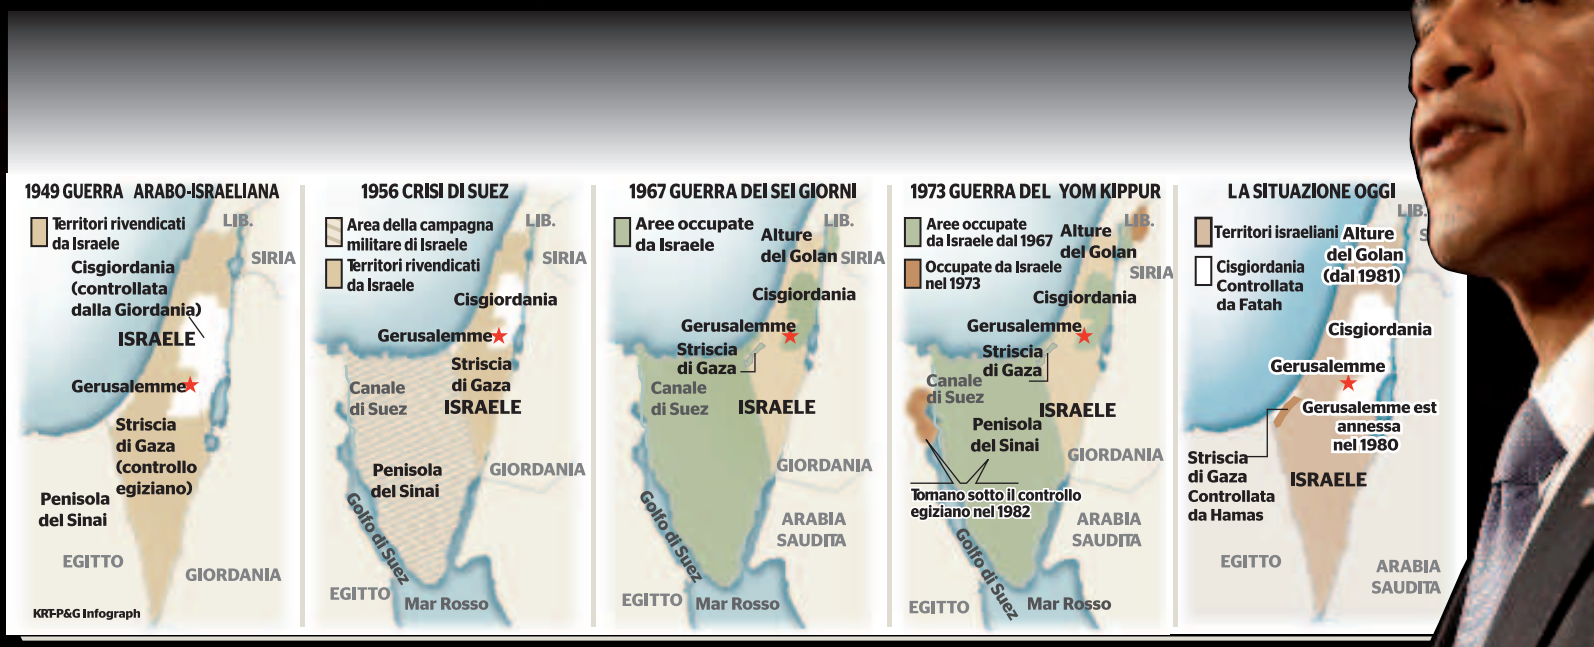 1949 GUERRA ARABO-ISRAELIANA
Territori rivendicati
da Israele
LIB.
SIRIA
Cisgiordania
(controllata
dalla Giordania)
ISRAELE
Gerusalemme
Striscia
di Gaza
(controllo
egiziano)
Penisola
del Sinai
EGITTO
GIORDANIA
KRT-P&G Infograph
1956 CRISI DI SUEZ
Area della campagna
militare di Israele
Territori rivendicati
da Israele
LIB.
SIRIA
Cisgiordania
Gerusalemme
Striscia
di Gaza
Canale
di Suez
ISRAELE
Penisola
del Sinai
GIORDANIA
Golfo di Suez
EGITTO
Mar Rosso
1967 GUERRA DEI SEI GIORNI
Aree occupate
da Israele
LIB.
Alture
del Golan
SIRIA
Cisgiordania
Gerusalemme
Striscia
di Gaza
Canale
di Suez
ISRAELE
GIORDANIA
Golfo di Suez
ARABIA
SAUDITA
EGITTO
Mar Rosso
1973 GUERRA DEL YOM KIPPUR
Aree occupate
da Israele dal 1967
Occupate da Israele
nel 1973
LIB.
Alture
del Golan
SIRIA
Cisgiordania
Gerusalemme
Striscia
di Gaza
Canale
di Suez
ISRAELE
Penisola
del Sinai
GIORDANIA
Tornano sotto il controllo
egiziano nel 1982
Golfo di Suez
ARABIA
SAUDITA
EGITTO
Mar Rosso
LA SITUAZIONE OGGI
Territori israeliani
Cisgiordania
Controllata
da Fatah
LIB.
S
Alture
del Golan
(dal 1981)
Cisgiordania
Gerusalemme
Gerusalemme est
annessa
nel 1980
Striscia
di Gaza
Controllata
da Hamas
ISRAELE
EGITTO
ARABIA
SAUDITA